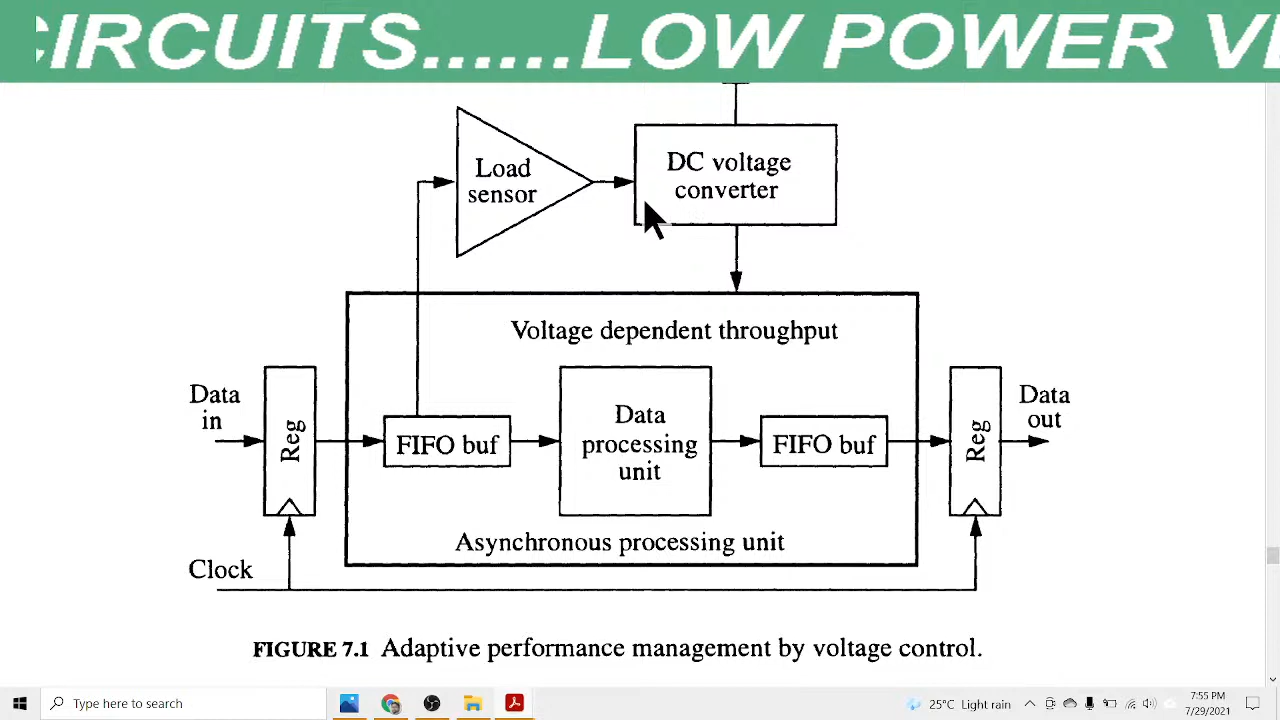 CIRCUITS......LOW POWER V
Load
sensor
DC voltage
converter
Voltage dependent throughput
Data
in
Reg
FIFO buf
Data
processing
unit
FIFO buf
Reg
Data
out
Asynchronous processing unit
Clock
FIGURE 7.1 Adaptive performance management by voltage control.
Type here to search
25°C Light rain
7:55 PM
7/29/2021